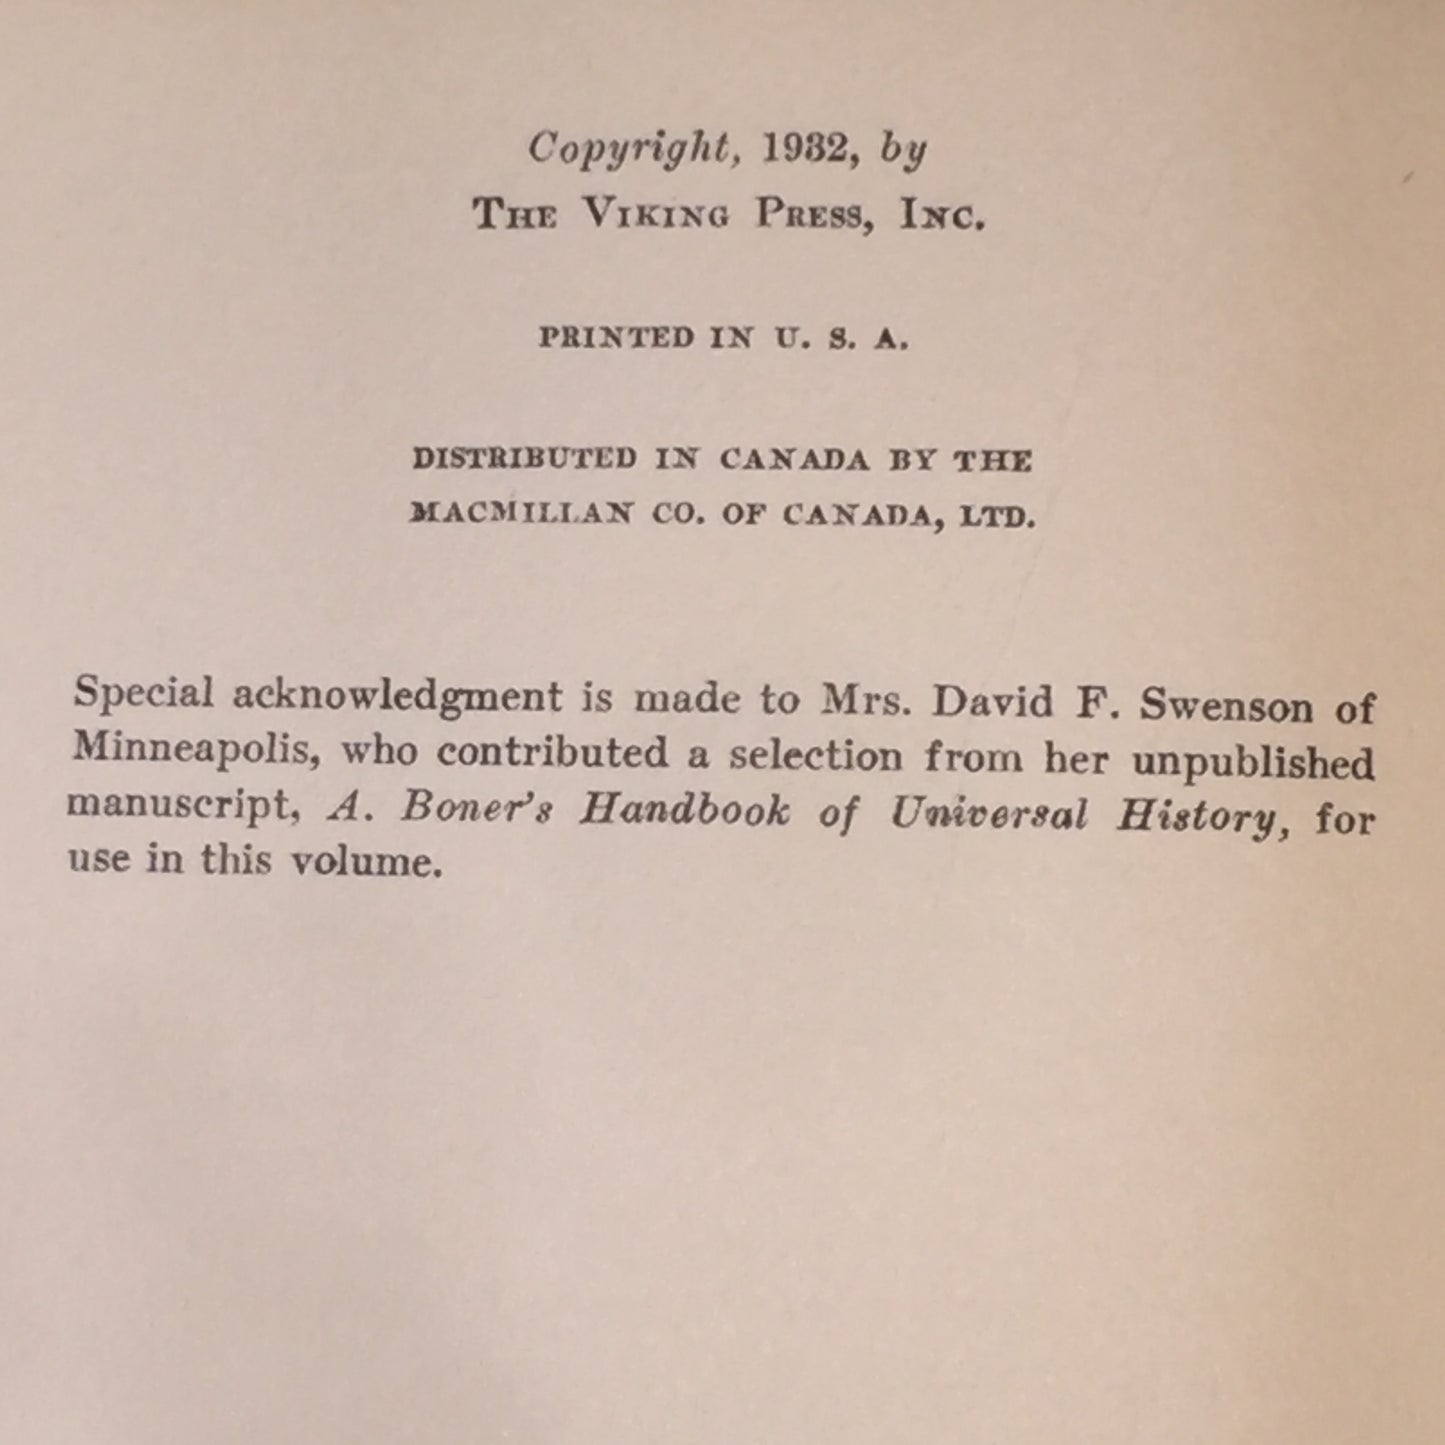 Copyright, 1932, by
THE VIKING PRESS, INC.
PRINTED IN U. S. A.
DISTRIBUTED IN CANADA BY THE
MACMILLAN CO. OF CANADA, LTD.
Special acknowledgment is made to Mrs. David F. Swenson of
Minneapolis, who contributed a selection from her unpublished
manuscript, A. Boner's Handbook of Universal History, for
use in this volume.